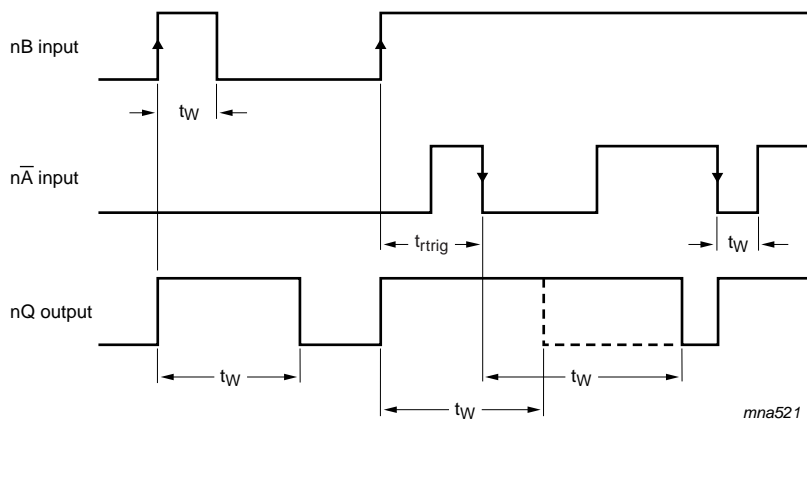 nB input
tW
nA̅ input
trtrig
tW
nQ output
tW
tW
tW
mna521